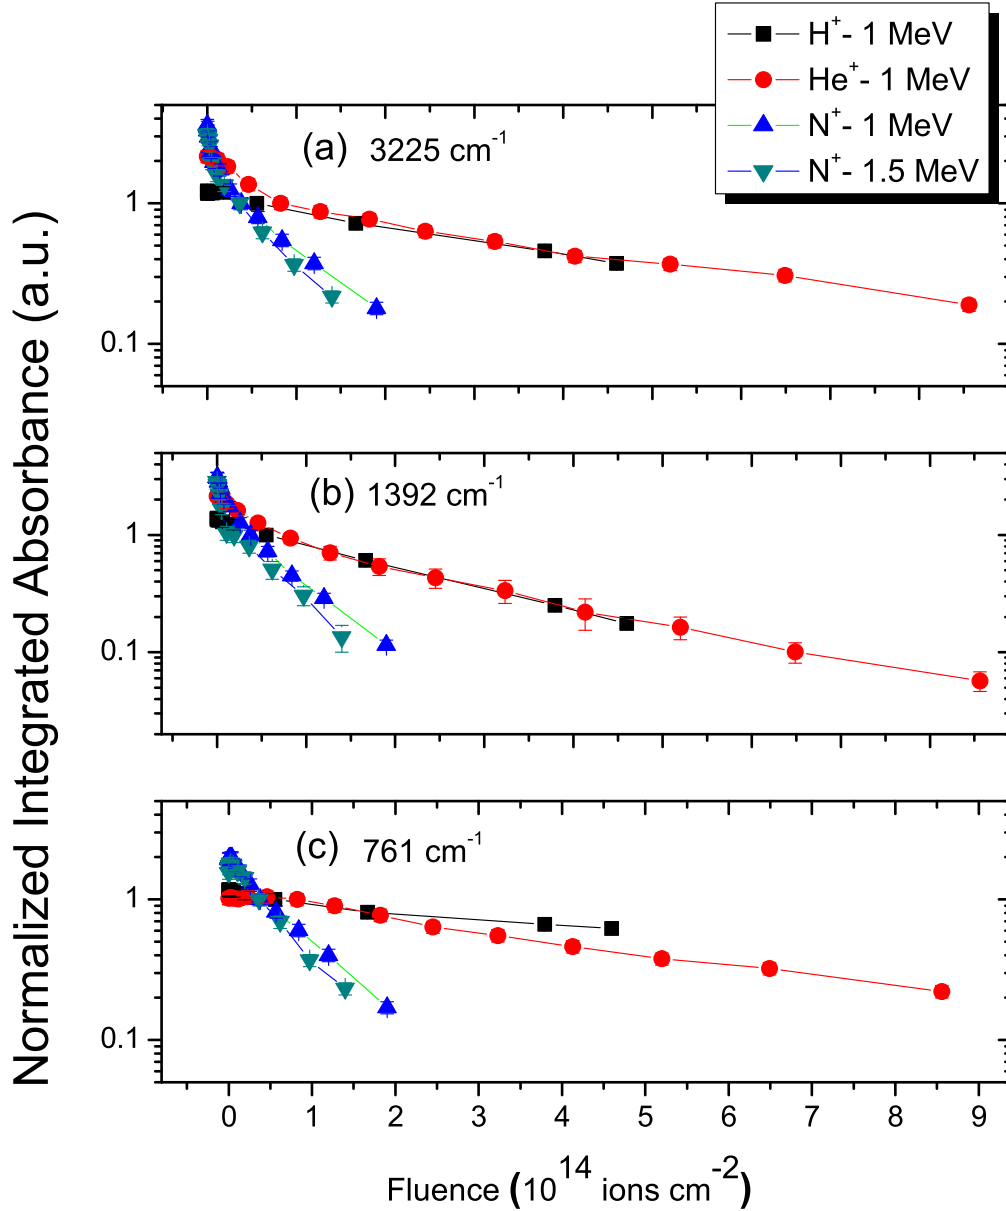 H⁺- 1 MeV
He⁺- 1 MeV
N⁺- 1 MeV
N⁺- 1.5 MeV
Normalized Integrated Absorbance (a.u.)
(a) 3225 cm⁻¹
1
0.1
(b) 1392 cm⁻¹
1
0.1
(c) 761 cm⁻¹
1
0.1
0 1 2 3 4 5 6 7 8 9
Fluence (10¹⁴ ions cm⁻²)